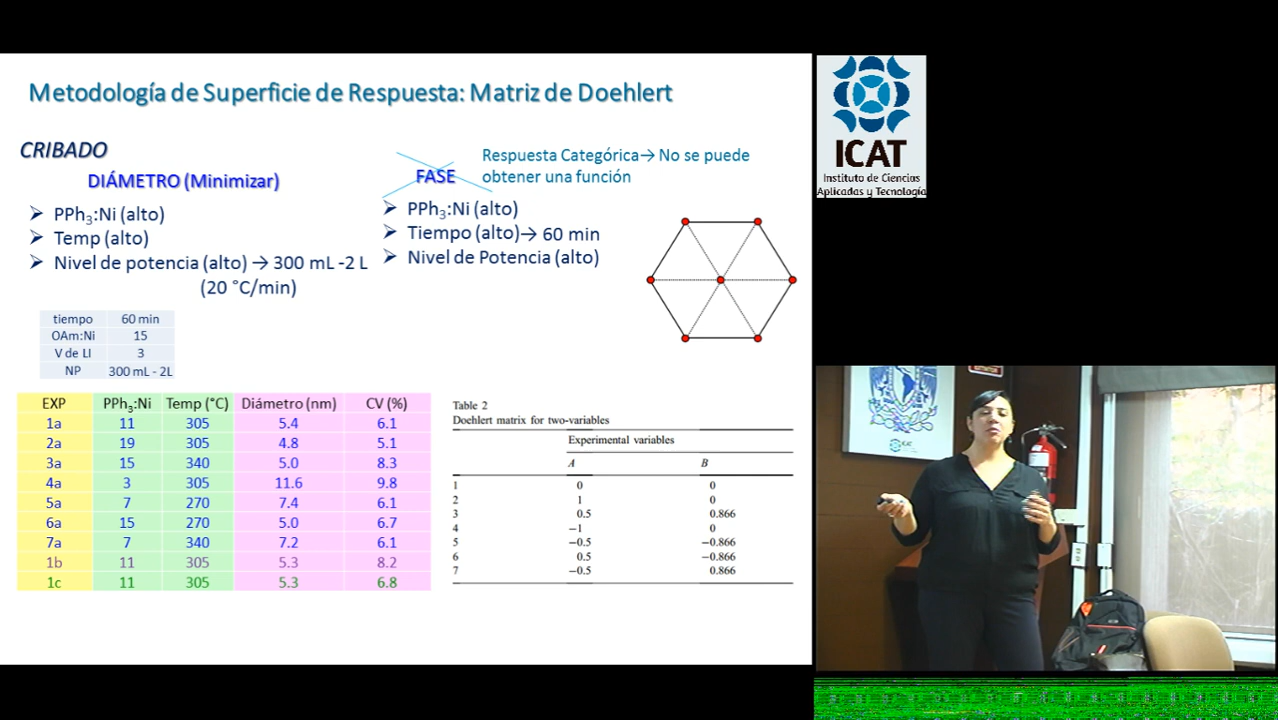 Metodología de Superficie de Respuesta: Matriz de Doehlert
CRIBADO
DIÁMETRO (Minimizar)
➢ PPh₃:Ni (alto)
➢ Temp (alto)
➢ Nivel de potencia (alto) → 300 mL -2 L
(20 °C/min)
FASE
Respuesta Categórica→ No se puede
obtener una función
➢ PPh₃:Ni (alto)
➢ Tiempo (alto)→ 60 min
➢ Nivel de Potencia (alto)
tiempo 60 min
OAm:Ni 15
V de LI 3
NP 300 mL - 2L
EXP PPh₃:Ni Temp (°C) Diámetro (nm) CV (%)
1a 11 305 5.4 6.1
2a 19 305 4.8 5.1
3a 15 340 5.0 8.3
4a 3 305 11.6 9.8
5a 7 270 7.4 6.1
6a 15 270 5.0 6.7
7a 7 340 7.2 6.1
1b 11 305 5.3 8.2
1c 11 305 5.3 6.8
Table 2
Doehlert matrix for two-variables
Experimental variables
A B
1 0 0
2 1 0
3 0.5 0.866
4 −1 0
5 −0.5 −0.866
6 0.5 −0.866
7 −0.5 0.866
ICAT
Instituto de Ciencias
Aplicadas y Tecnología
ICAT